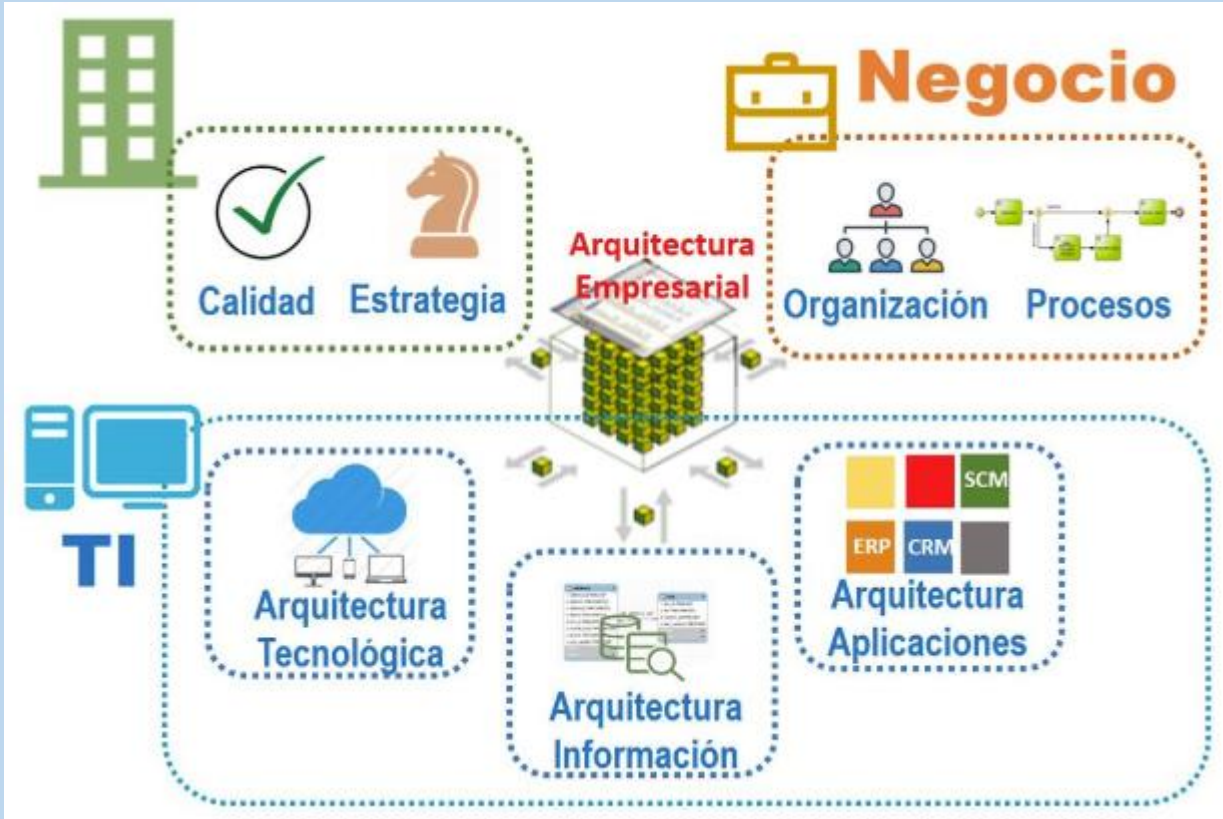 Negocio
Calidad
Estrategia
Arquitectura
Empresarial
Organización
Procesos
TI
Arquitectura
Tecnológica
Arquitectura
Información
SCM
ERP
CRM
Arquitectura
Aplicaciones